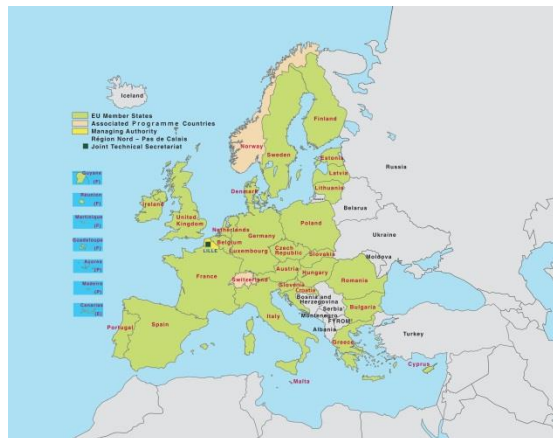 Iceland
EU Member States
Associated Programme Countries
Managing Authority
Région Nord – Pas de Calais
Joint Technical Secretariat
Norway
Finland
Sweden
Estonia
Latvia
Lithuania
Russia
Denmark
Belarus
Guyane
(F)
Réunion
(F)
Martinique
(F)
Guadeloupe
(F)
Açores
(P)
Madeira
(P)
Canarias
(E)
Ireland
United
Kingdom
Netherlands
Belgium
LILLE
Luxembourg
Germany
Poland
Czech
Republic
Slovakia
Ukraine
Moldova
France
Switzerland
Austria
Hungary
Slovenia
Croatia
Romania
Bosnia and
Herzegovina
Serbia
Montenegro
FYROM
Albania
Bulgaria
Italy
Portugal
Spain
Greece
Turkey
Malta
Cyprus